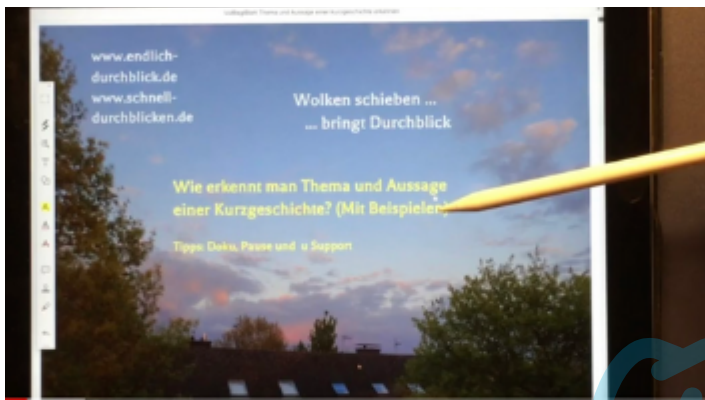 www.endlich-
durchblick.de
www.schnell-
durchblicken.de
Wolken schieben ...
.... bringt Durchblick
Wie erkennt man Thema und Aussage
einer Kurzgeschichte? (Mit Beispielen)
Tipps: Doku, Pause und u Support